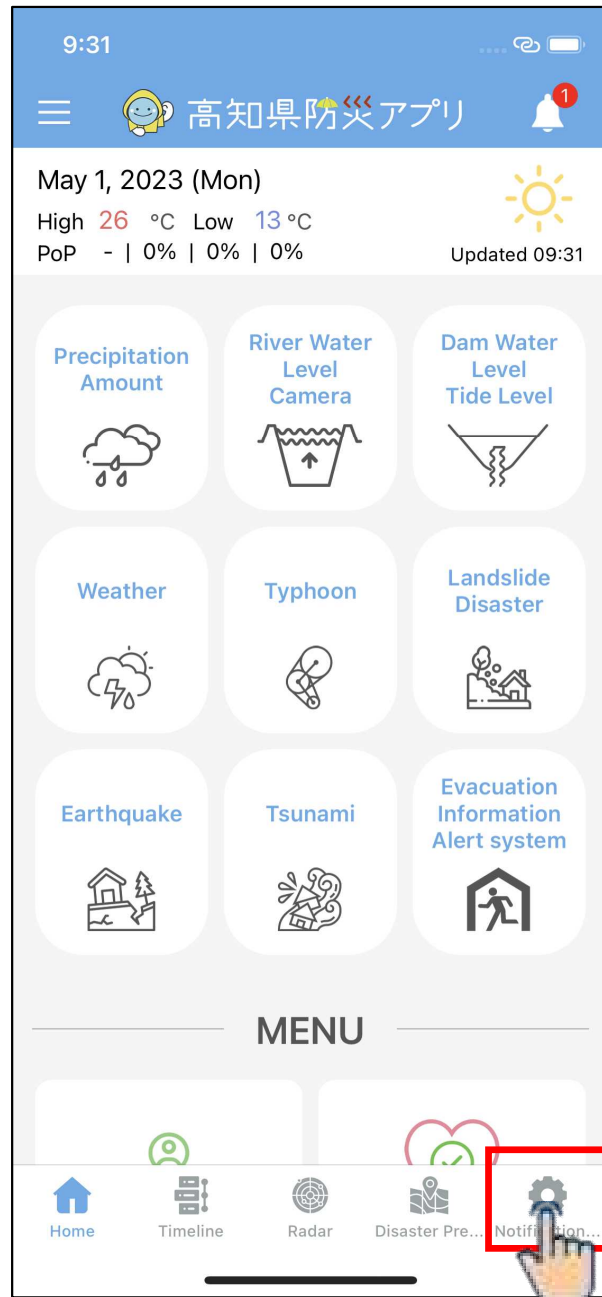 9:31
高知県防災アプリ
1
May 1, 2023 (Mon)
High 26 °C Low 13 °C
PoP - | 0% | 0% | 0%
Updated 09:31
Precipitation
Amount
River Water
Level
Camera
Dam Water
Level
Tide Level
Weather
Typhoon
Landslide
Disaster
Earthquake
Tsunami
Evacuation
Information
Alert system
MENU
Home
Timeline
Radar
Disaster Pre...